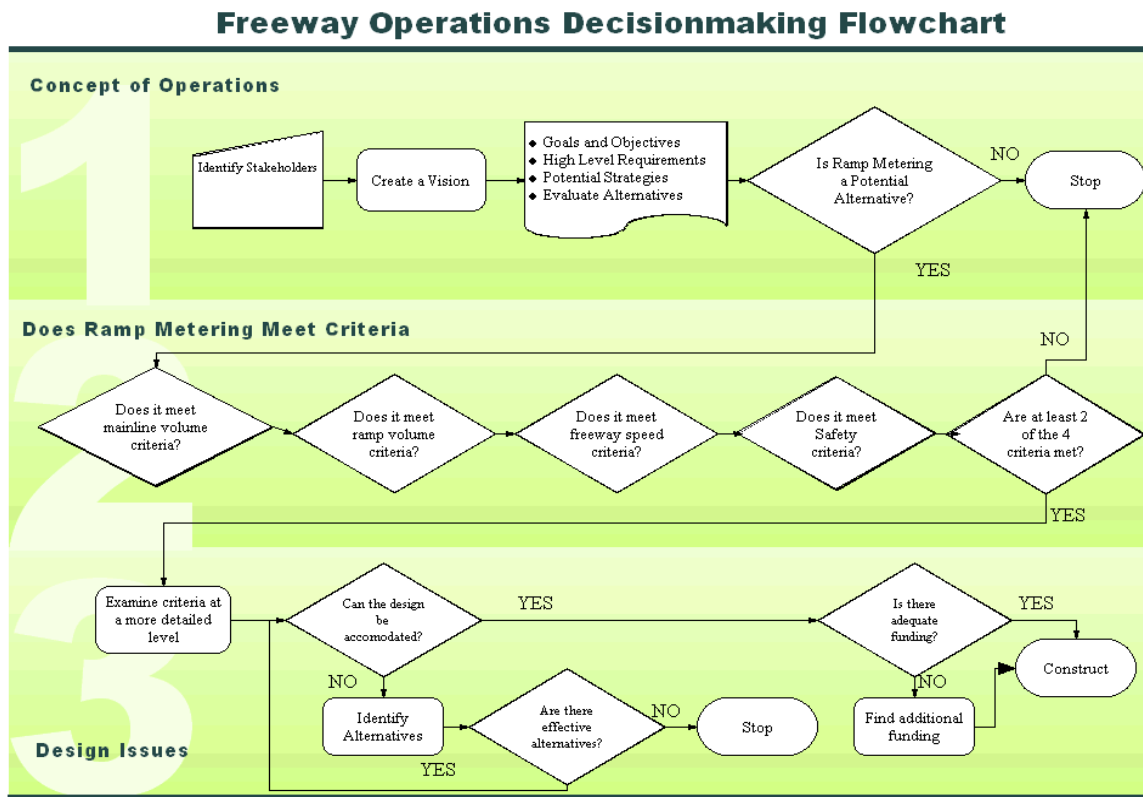 Freeway Operations Decisionmaking Flowchart
1
Concept of Operations
Identify Stakeholders
Create a Vision
◆ Goals and Objectives
◆ High Level Requirements
◆ Potential Strategies
◆ Evaluate Alternatives
Is Ramp Metering
a Potential
Alternative?
NO
Stop
YES
2
Does Ramp Metering Meet Criteria
NO
Does it meet
mainline volume
criteria?
Does it meet
ramp volume
criteria?
Does it meet
freeway speed
criteria?
Does it meet
Safety
criteria?
Are at least 2
of the 4
criteria met?
YES
3
Examine criteria at
a more detailed
level
Can the design
be
accomodated?
YES
Is there
adequate
funding?
YES
Construct
NO
Identify
Alternatives
Are there
effective
alternatives?
NO
Stop
YES
NO
Find additional
funding
Design Issues